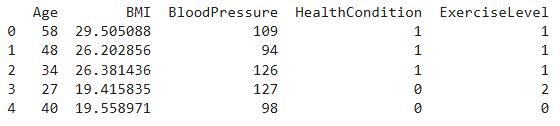 Age BMI BloodPressure HealthCondition ExerciseLevel
0 58 29.505088 109 1 1
1 48 26.202856 94 1 1
2 34 26.381436 126 1 1
3 27 19.415835 127 0 2
4 40 19.558971 98 0 0